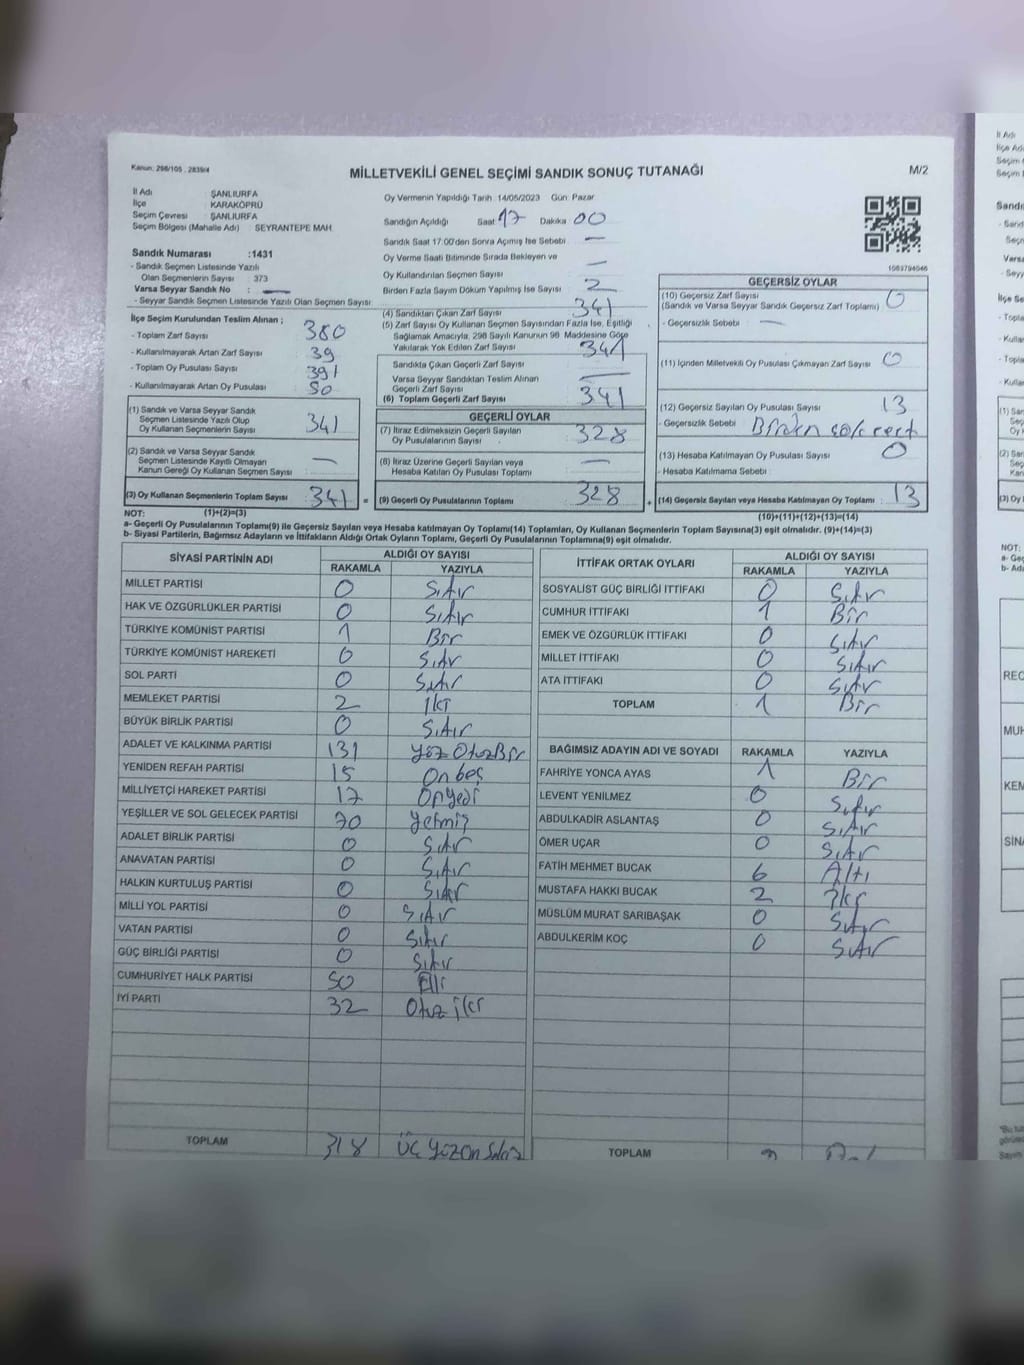 Kanun: 298/105 , 2839/4
MİLLETVEKİLİ GENEL SEÇİMİ SANDIK SONUÇ TUTANAĞI
M/2
İl Adı : ŞANLIURFA
İlçe : KARAKÖPRÜ
Seçim Çevresi : ŞANLIURFA
Seçim Bölgesi (Mahalle Adı) SEYRANTEPE MAH.
Sandık Numarası :1431
- Sandık Seçmen Listesinde Yazılı
Olan Seçmenlerin Sayısı : 373
Varsa Seyyar Sandık No : —
- Seyyar Sandık Seçmen Listesinde Yazılı Olan Seçmen Sayısı:
İlçe Seçim Kurulundan Teslim Alınan ;
- Toplam Zarf Sayısı : 380
- Kullanılmayarak Artan Zarf Sayısı : 39
- Toplam Oy Pusulası Sayısı : 391
- Kullanılmayarak Artan Oy Pusulası : 50
(1) Sandık ve Varsa Seyyar Sandık
Seçmen Listesinde Yazılı Olup
Oy Kullanan Seçmenlerin Sayısı : 341
(2) Sandık ve Varsa Seyyar Sandık
Seçmen Listesinde Kayıtlı Olmayan
Kanun Gereği Oy Kullanan Seçmen Sayısı : —
(3) Oy Kullanan Seçmenlerin Toplam Sayısı : 341 =
(1)+(2)=(3)
Oy Vermenin Yapıldığı Tarih :14/05/2023 Gün: Pazar
Sandığın Açıldığı Saat: 17 Dakika: 00
Sandık Saat 17:00'den Sonra Açımış İse Sebebi : —
Oy Verme Saati Bitiminde Sırada Bekleyen ve
Oy Kullandırılan Seçmen Sayısı : —
Birden Fazla Sayım Döküm Yapılmış İse Sayısı : 2
(4) Sandıktan Çıkan Zarf Sayısı : 341
(5) Zarf Sayısı Oy Kullanan Seçmen Sayısından Fazla İse, Eşitliği
Sağlamak Amacıyla, 298 Sayılı Kanunun 98. Maddesine Göre
Yakılarak Yok Edilen Zarf Sayısı : 341
Sandıkta Çıkan Geçerli Zarf Sayısı : —
Varsa Seyyar Sandıktan Teslim Alınan
Geçerli Zarf Sayısı : —
(6) Toplam Geçerli Zarf Sayısı : 341
GEÇERLİ OYLAR
(7) İtiraz Edilmeksizin Geçerli Sayılan
Oy Pusulalarının Sayısı : 328
(8) İtiraz Üzerine Geçerli Sayılan veya
Hesaba Katılan Oy Pusulası Toplamı : —
(9) Geçerli Oy Pusulalarının Toplamı : 328 +
1083794046
GEÇERSİZ OYLAR
(10) Geçersiz Zarf Sayısı : 0
(Sandık ve Varsa Seyyar Sandık Geçersiz Zarf Toplamı)
- Geçersizlik Sebebi : —
(11) İçinden Milletvekili Oy Pusulası Çıkmayan Zarf Sayısı : 0
(12) Geçersiz Sayılan Oy Pusulası Sayısı : 13
- Geçersizlik Sebebi : Birden
(13) Hesaba Katılmayan Oy Pusulası Sayısı : 0
- Hesaba Katılmama Sebebi :
(14) Geçersiz Sayılan veya Hesaba Katılmayan Oy Toplamı : 13
(10)+(11)+(12)+(13)=(14)
NOT:
a- Geçerli Oy Pusulalarının Toplamı(9) ile Geçersiz Sayılan veya Hesaba katılmayan Oy Toplamı(14) Toplamları, Oy Kullanan Seçmenlerin Toplam Sayısına(3) eşit olmalıdır. (9)+(14)=(3)
b- Siyasi Partilerin, Bağımsız Adayların ve İttifakların Aldığı Ortak Oyların Toplamı, Geçerli Oy Pusulalarının Toplamına(9) eşit olmalıdır.
SİYASİ PARTİNİN ADI ALDIĞI OY SAYISI
RAKAMLA YAZIYLA
MİLLET PARTİSİ 0 Sıfır
HAK VE ÖZGÜRLÜKLER PARTİSİ 0 Sıfır
TÜRKİYE KOMÜNİST PARTİSİ 1 Bir
TÜRKİYE KOMÜNİST HAREKETİ 0 Sıfır
SOL PARTİ 0 Sıfır
MEMLEKET PARTİSİ 2 İki
BÜYÜK BİRLİK PARTİSİ 0 Sıfır
ADALET VE KALKINMA PARTİSİ 131 Yüz Otuz Bir
YENİDEN REFAH PARTİSİ 15 On beş
MİLLİYETÇİ HAREKET PARTİSİ 17 Onyedi
YEŞİLLER VE SOL GELECEK PARTİSİ 70 Yetmiş
ADALET BİRLİK PARTİSİ 0 Sıfır
ANAVATAN PARTİSİ 0 Sıfır
HALKIN KURTULUŞ PARTİSİ 0 Sıfır
MİLLİ YOL PARTİSİ 0 Sıfır
VATAN PARTİSİ 0 Sıfır
GÜÇ BİRLİĞİ PARTİSİ 0 Sıfır
CUMHURİYET HALK PARTİSİ 50 Elli
İYİ PARTİ 32 Otuz iki
TOPLAM 318 Üç Yüz on Sekiz
İTTİFAK ORTAK OYLARI ALDIĞI OY SAYISI
RAKAMLA YAZIYLA
SOSYALİST GÜÇ BİRLİĞİ İTTİFAKI 0 Sıfır
CUMHUR İTTİFAKI 1 Bir
EMEK VE ÖZGÜRLÜK İTTİFAKI 0 Sıfır
MİLLET İTTİFAKI 0 Sıfır
ATA İTTİFAKI 0 Sıfır
TOPLAM 1 Bir
BAĞIMSIZ ADAYIN ADI VE SOYADI RAKAMLA YAZIYLA
FAHRİYE YONCA AYAS 1 Bir
LEVENT YENİLMEZ 0 Sıfır
ABDULKADİR ASLANTAŞ 0 Sıfır
ÖMER UÇAR 0 Sıfır
FATİH MEHMET BUCAK 6 Altı
MUSTAFA HAKKI BUCAK 2 İki
MÜSLÜM MURAT SARIBAŞAK 0 Sıfır
ABDULKERİM KOÇ 0 Sıfır
TOPLAM
İl Adı
NOT: